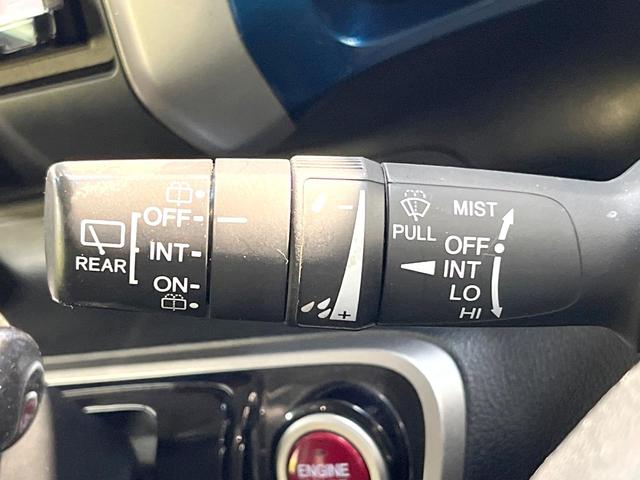 OFF
INT
REAR
ON
- 
+
MIST
PULL
OFF
INT
LO
HI
ENGINE